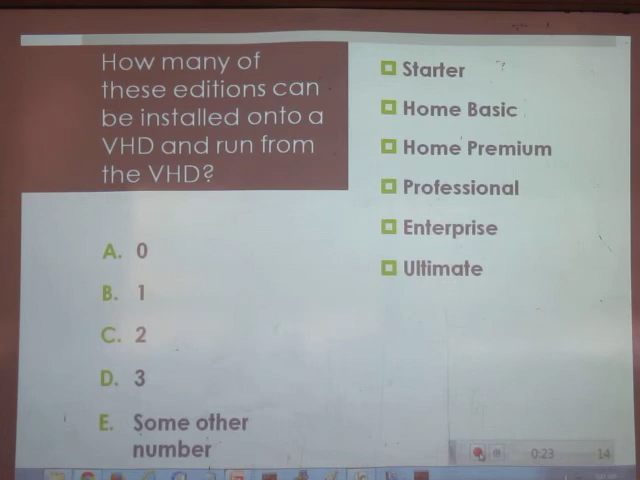 How many of
these editions can
be installed onto a
VHD and run from
the VHD?
A. 0
B. 1
C. 2
D. 3
E. Some other
number
Starter
Home Basic
Home Premium
Professional
Enterprise
Ultimate
0:23
14